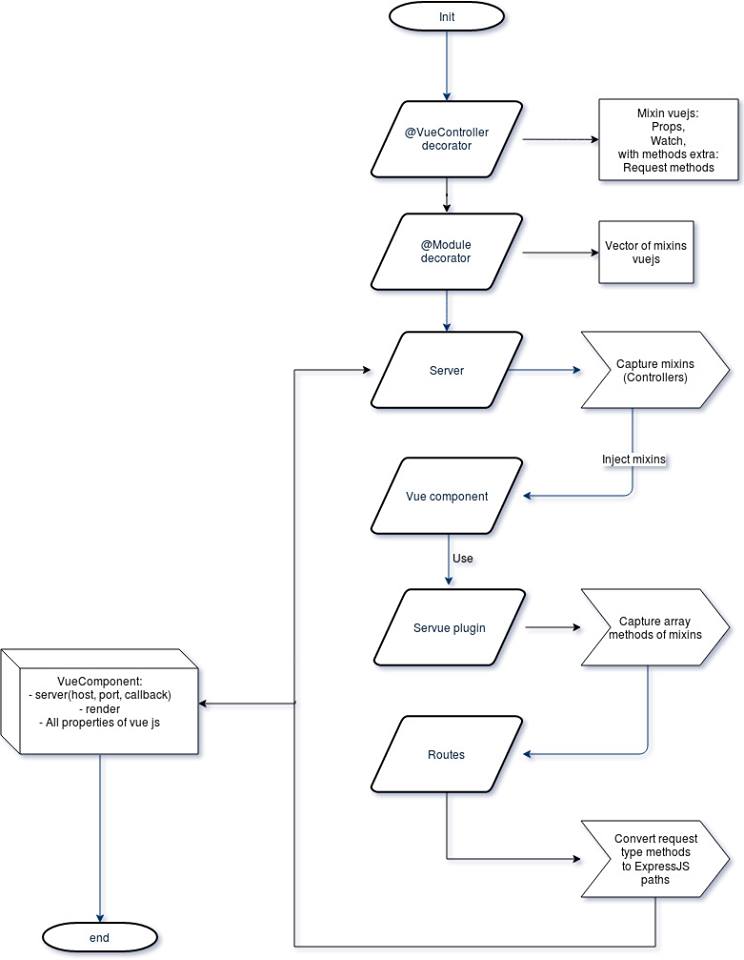 Init
@VueController
decorator
Mixin vuejs:
Props,
Watch,
with methods extra:
Request methods
@Module
decorator
Vector of mixins
vuejs
Server
Capture mixins
(Controllers)
Inject mixins
Vue component
Use
Servue plugin
Capture array
methods of mixins
VueComponent:
- server(host, port, callback)
- render
- All properties of vue js
Routes
Convert request
type methods
to ExpressJS
paths
end